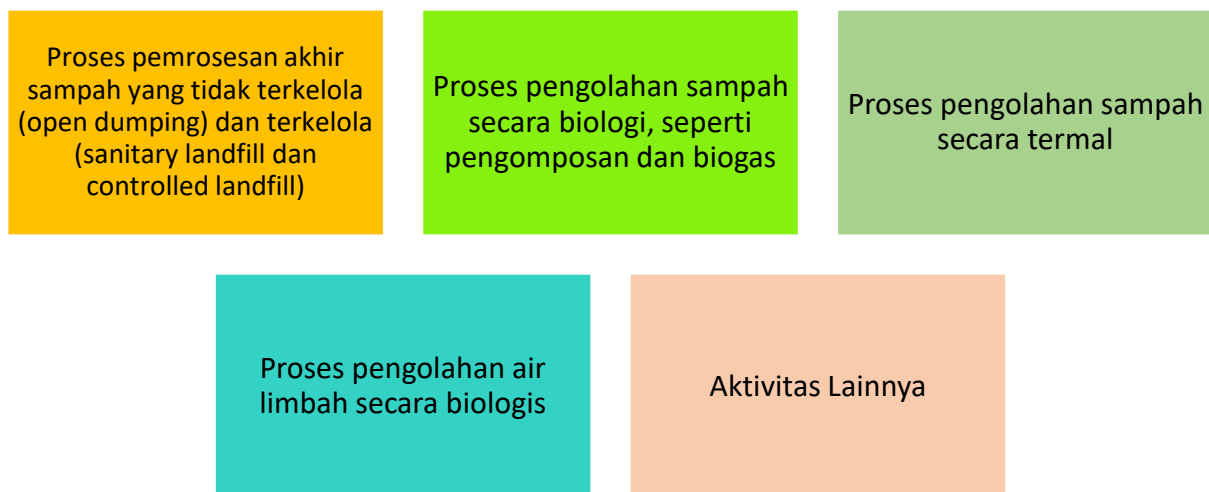 Proses pemrosesan akhir
sampah yang tidak terkelola
(open dumping) dan terkelola
(sanitary landfill dan
controlled landfill)
Proses pengolahan sampah
secara biologi, seperti
pengomposan dan biogas
Proses pengolahan sampah
secara termal
Proses pengolahan air
limbah secara biologis
Aktivitas Lainnya